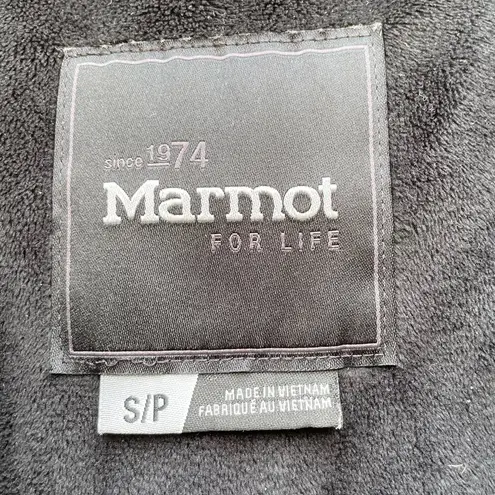 since 1974
Marmot
FOR LIFE
S/P
MADE IN VIETNAM
FABRIQUÉ AU VIETNAM